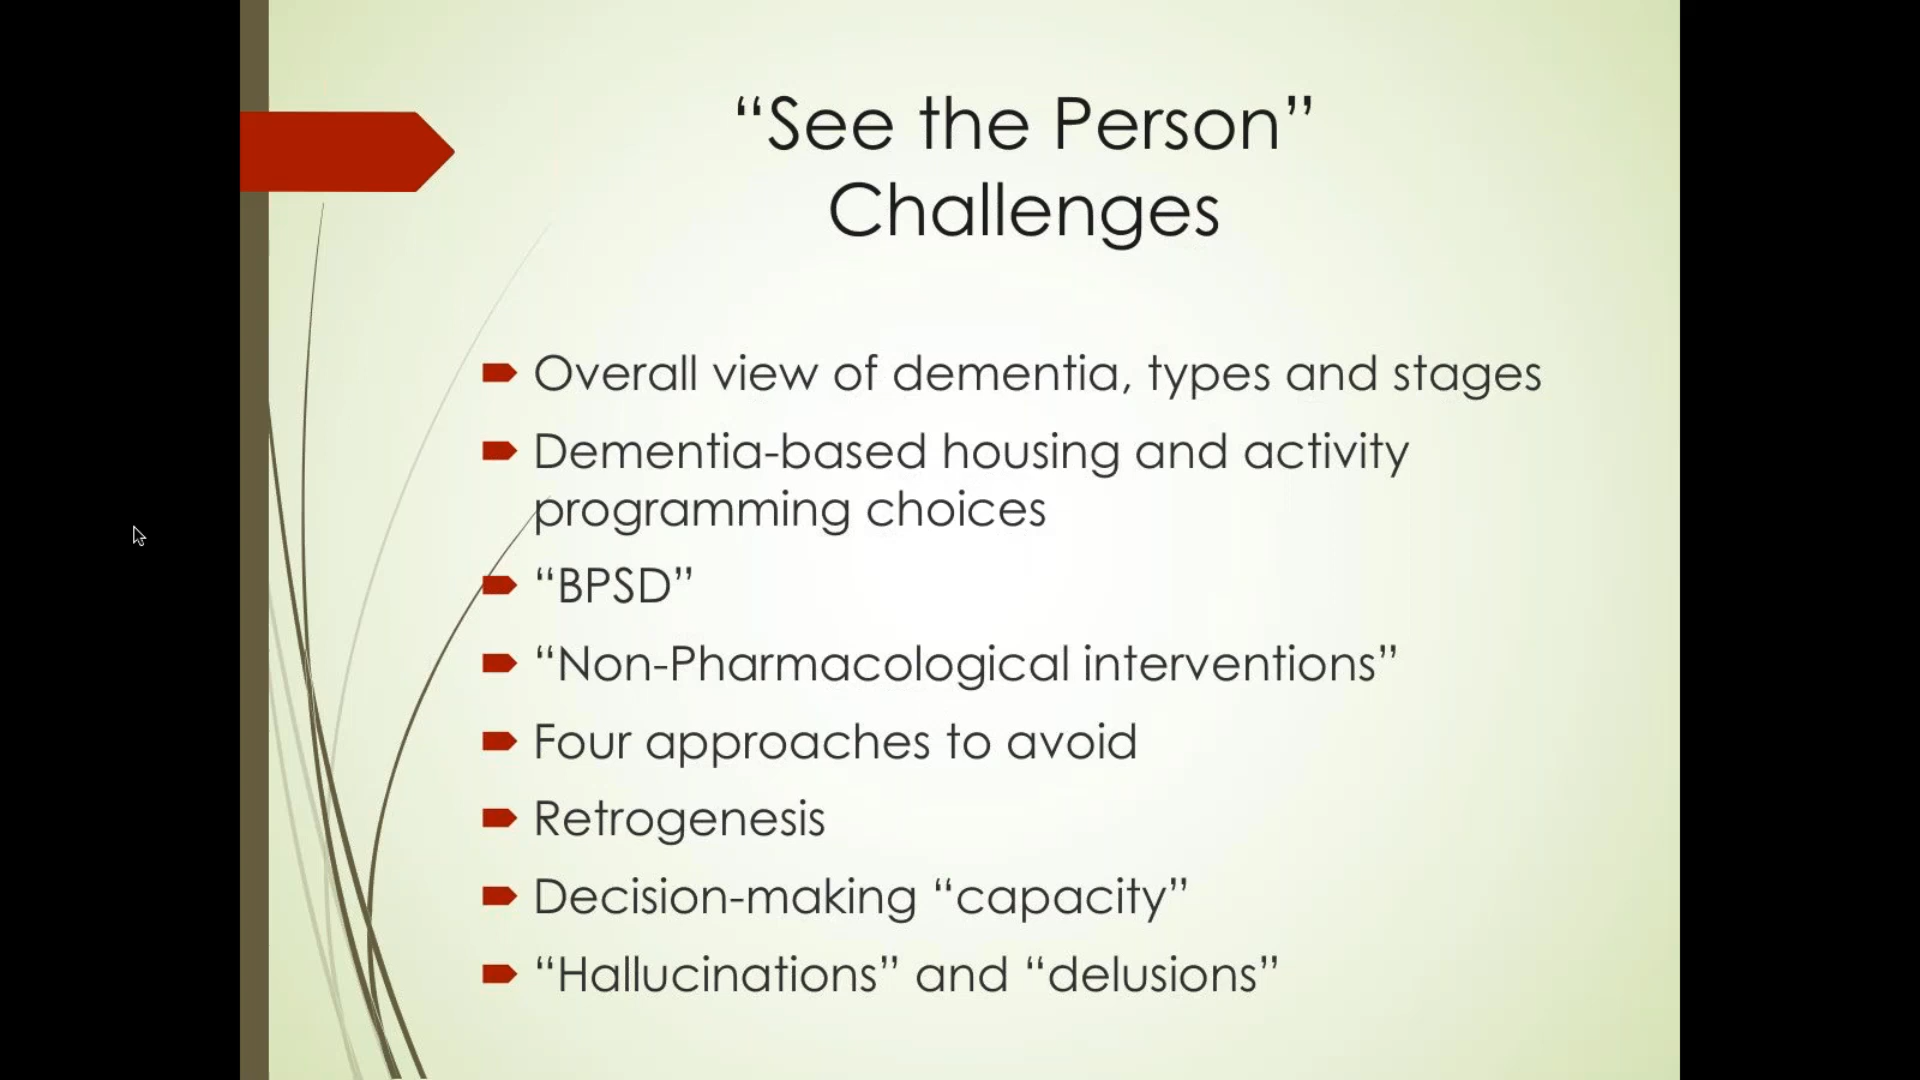 “See the Person”
Challenges
Overall view of dementia, types and stages
Dementia-based housing and activity
programming choices
“BPSD”
“Non-Pharmacological interventions”
Four approaches to avoid
Retrogenesis
Decision-making “capacity”
“Hallucinations” and “delusions”